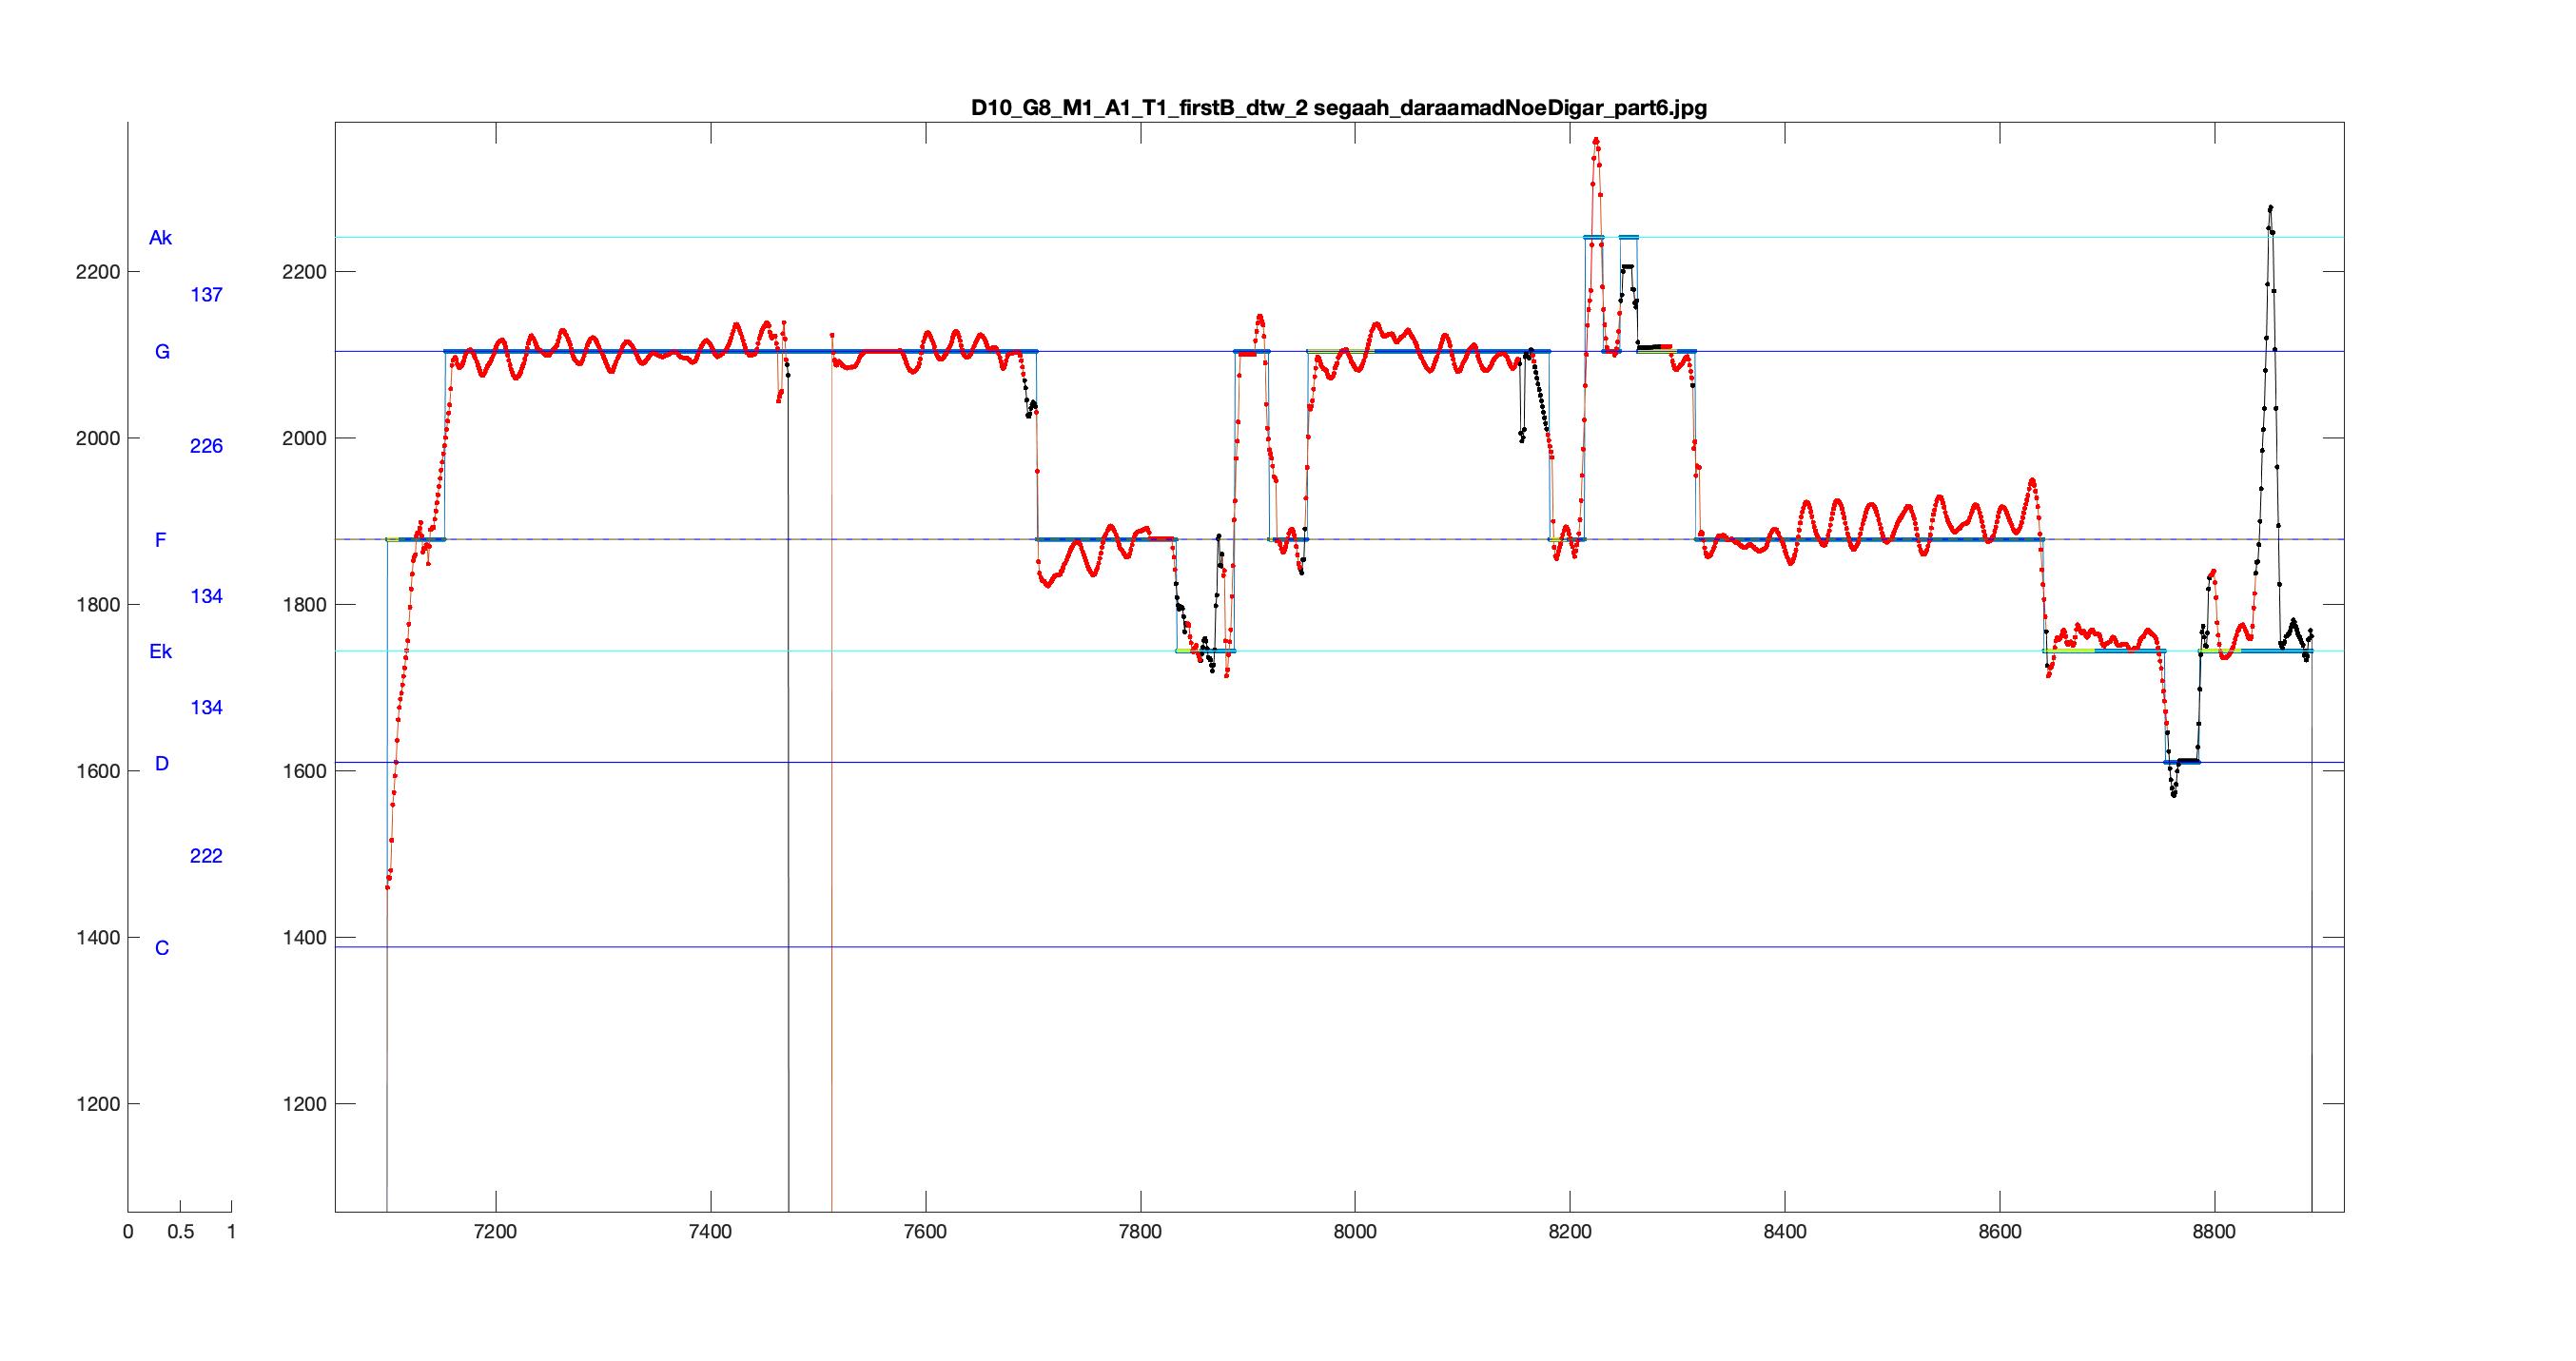 D10_G8_M1_A1_T1_firstB_dtw_2 segaah_daraamadNoeDigar_part6.jpg
Ak
2200 2200
137
G
2000 226 2000
F
1800 134 1800
Ek
134
D
1600 1600
222
1400 C 1400
1200 1200
0 0.5 1 7200 7400 7600 7800 8000 8200 8400 8600 8800